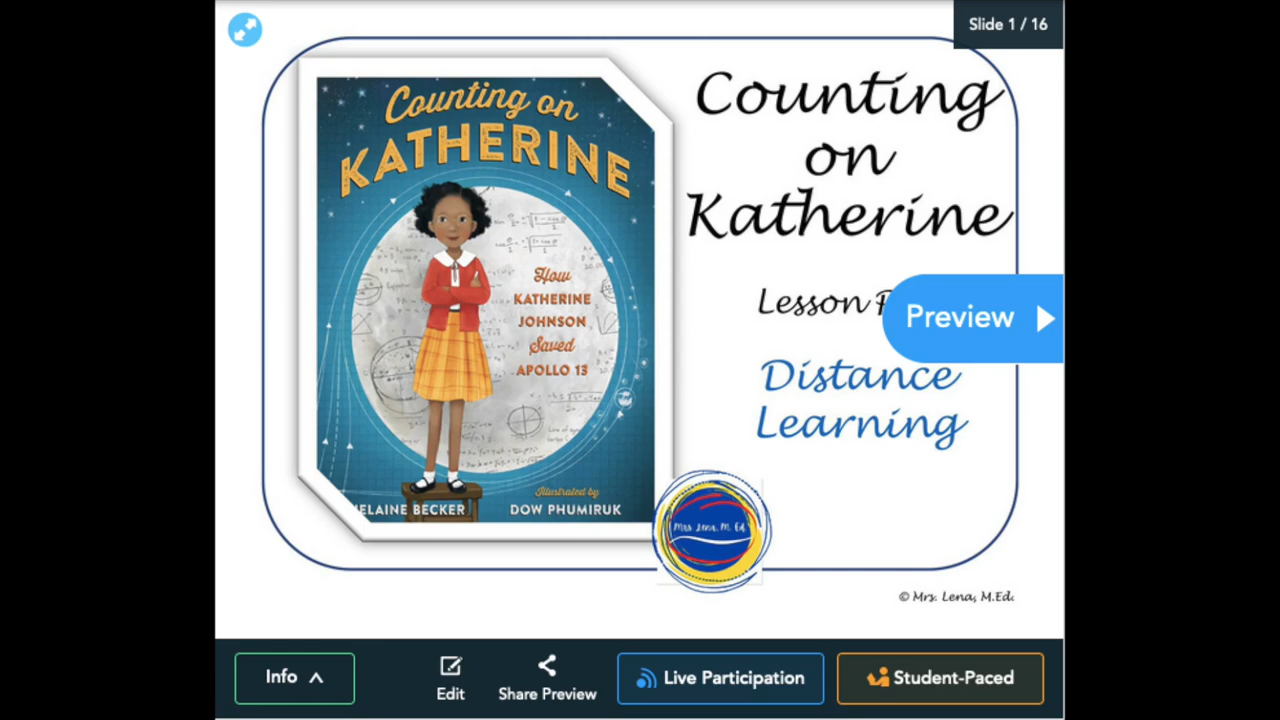 Slide 1 / 16
Counting on
KATHERINE
How
KATHERINE
JOHNSON
Saved
APOLLO 13
Illustrated by
ELAINE BECKER
DOW PHUMIRUK
Counting
on
Katherine
Lesson
Preview
Distance
Learning
Mrs. Lena, M. Ed.
© Mrs. Lena, M.Ed.
Info
Edit
Share Preview
Live Participation
Student-Paced